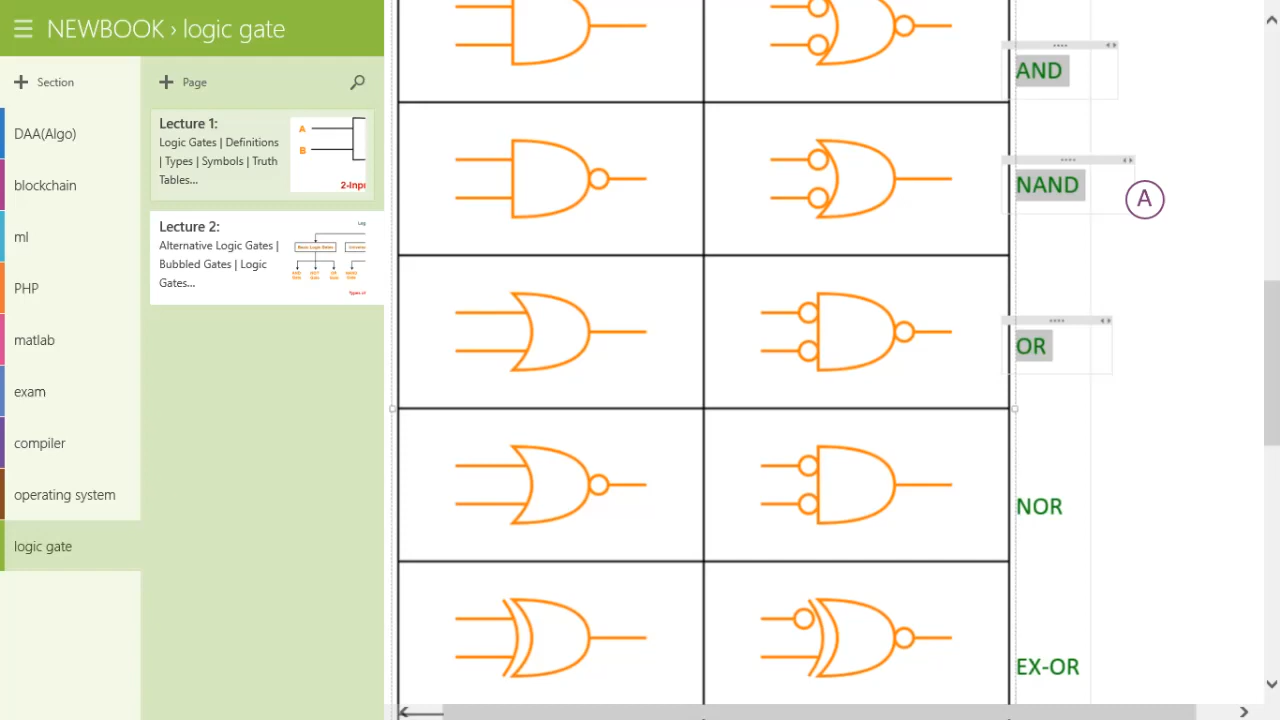 NEWBOOK › logic gate
Section
Page
DAA(Algo)
blockchain
ml
PHP
matlab
exam
compiler
operating system
logic gate
Lecture 1:
Logic Gates | Definitions
| Types | Symbols | Truth
Tables...
A
B
2-Inpu
Lecture 2:
Alternative Logic Gates |
Bubbled Gates | Logic
Gates...
AND
NAND
A
OR
NOR
EX-OR